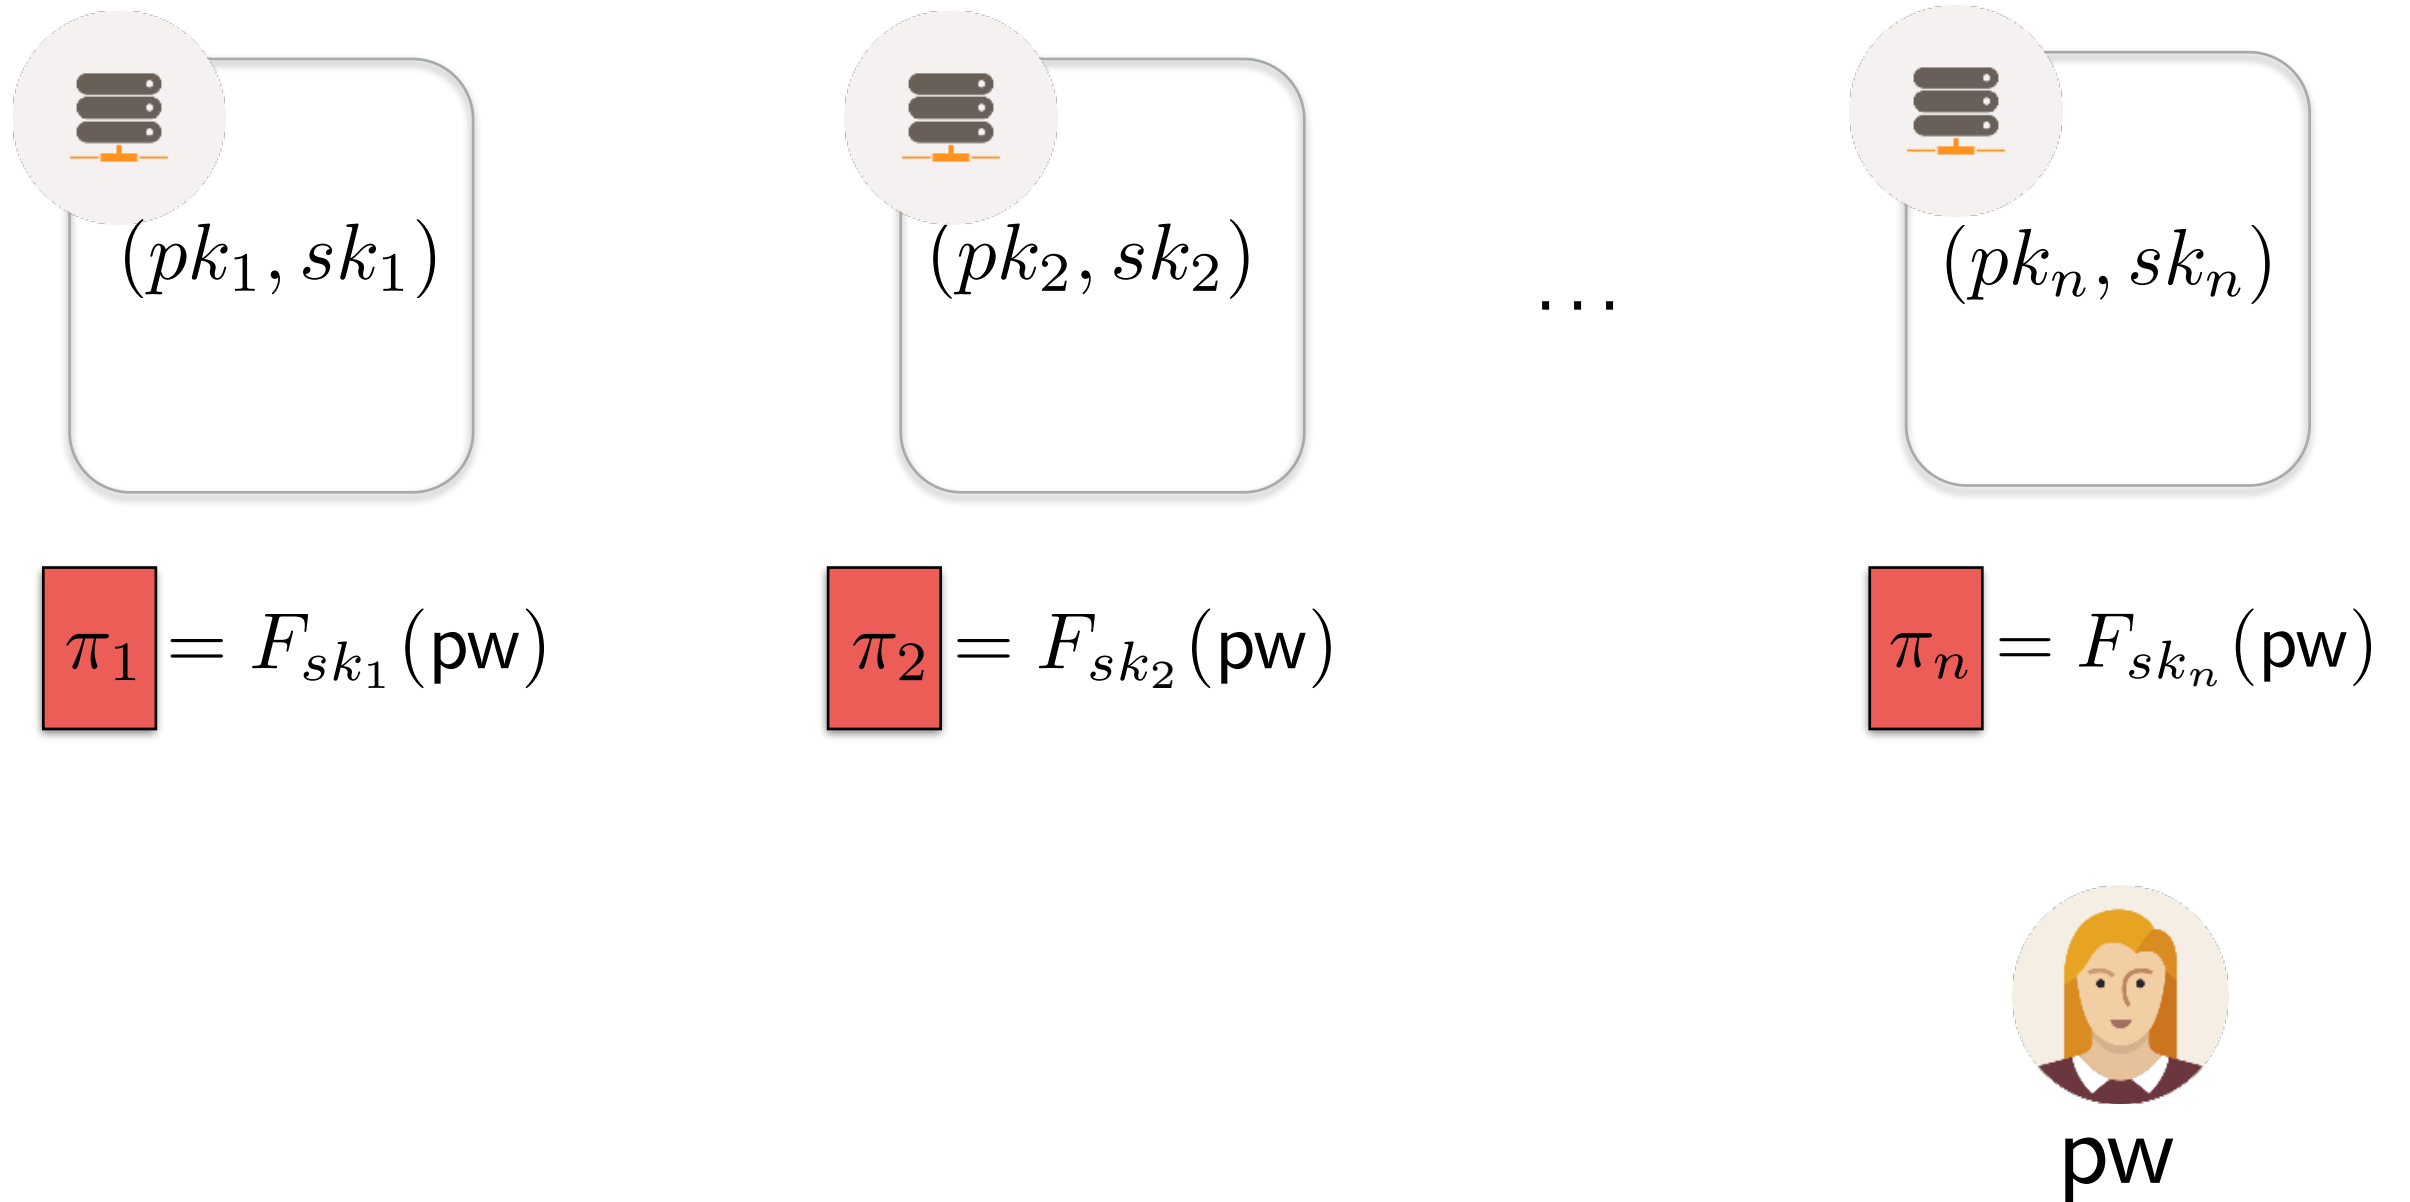 (pk₁, sk₁) (pk₂, sk₂) ... (pkₙ, skₙ)
π₁ = F_{sk₁}(pw) π₂ = F_{sk₂}(pw) πₙ = F_{skₙ}(pw)
pw